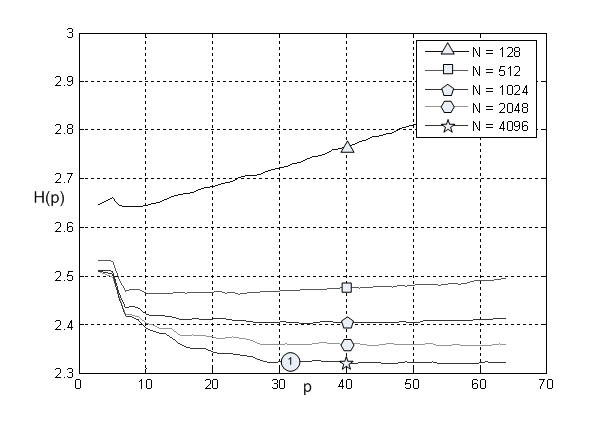 3
2.9
2.8
2.7
2.6
2.5
2.4
2.3
H(p)
N = 128
N = 512
N = 1024
N = 2048
N = 4096
1
0 10 20 30 40 50 60 70
p